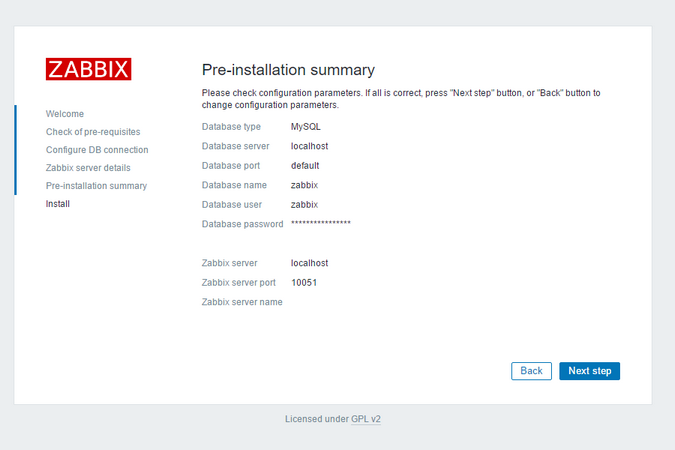 ZABBIX
Welcome
Check of pre-requisites
Configure DB connection
Zabbix server details
Pre-installation summary
Install
Pre-installation summary
Please check configuration parameters. If all is correct, press "Next step" button, or "Back" button to
change configuration parameters.
Database type MySQL
Database server localhost
Database port default
Database name zabbix
Database user zabbix
Database password ****************
Zabbix server localhost
Zabbix server port 10051
Zabbix server name
Back Next step
Licensed under GPL v2